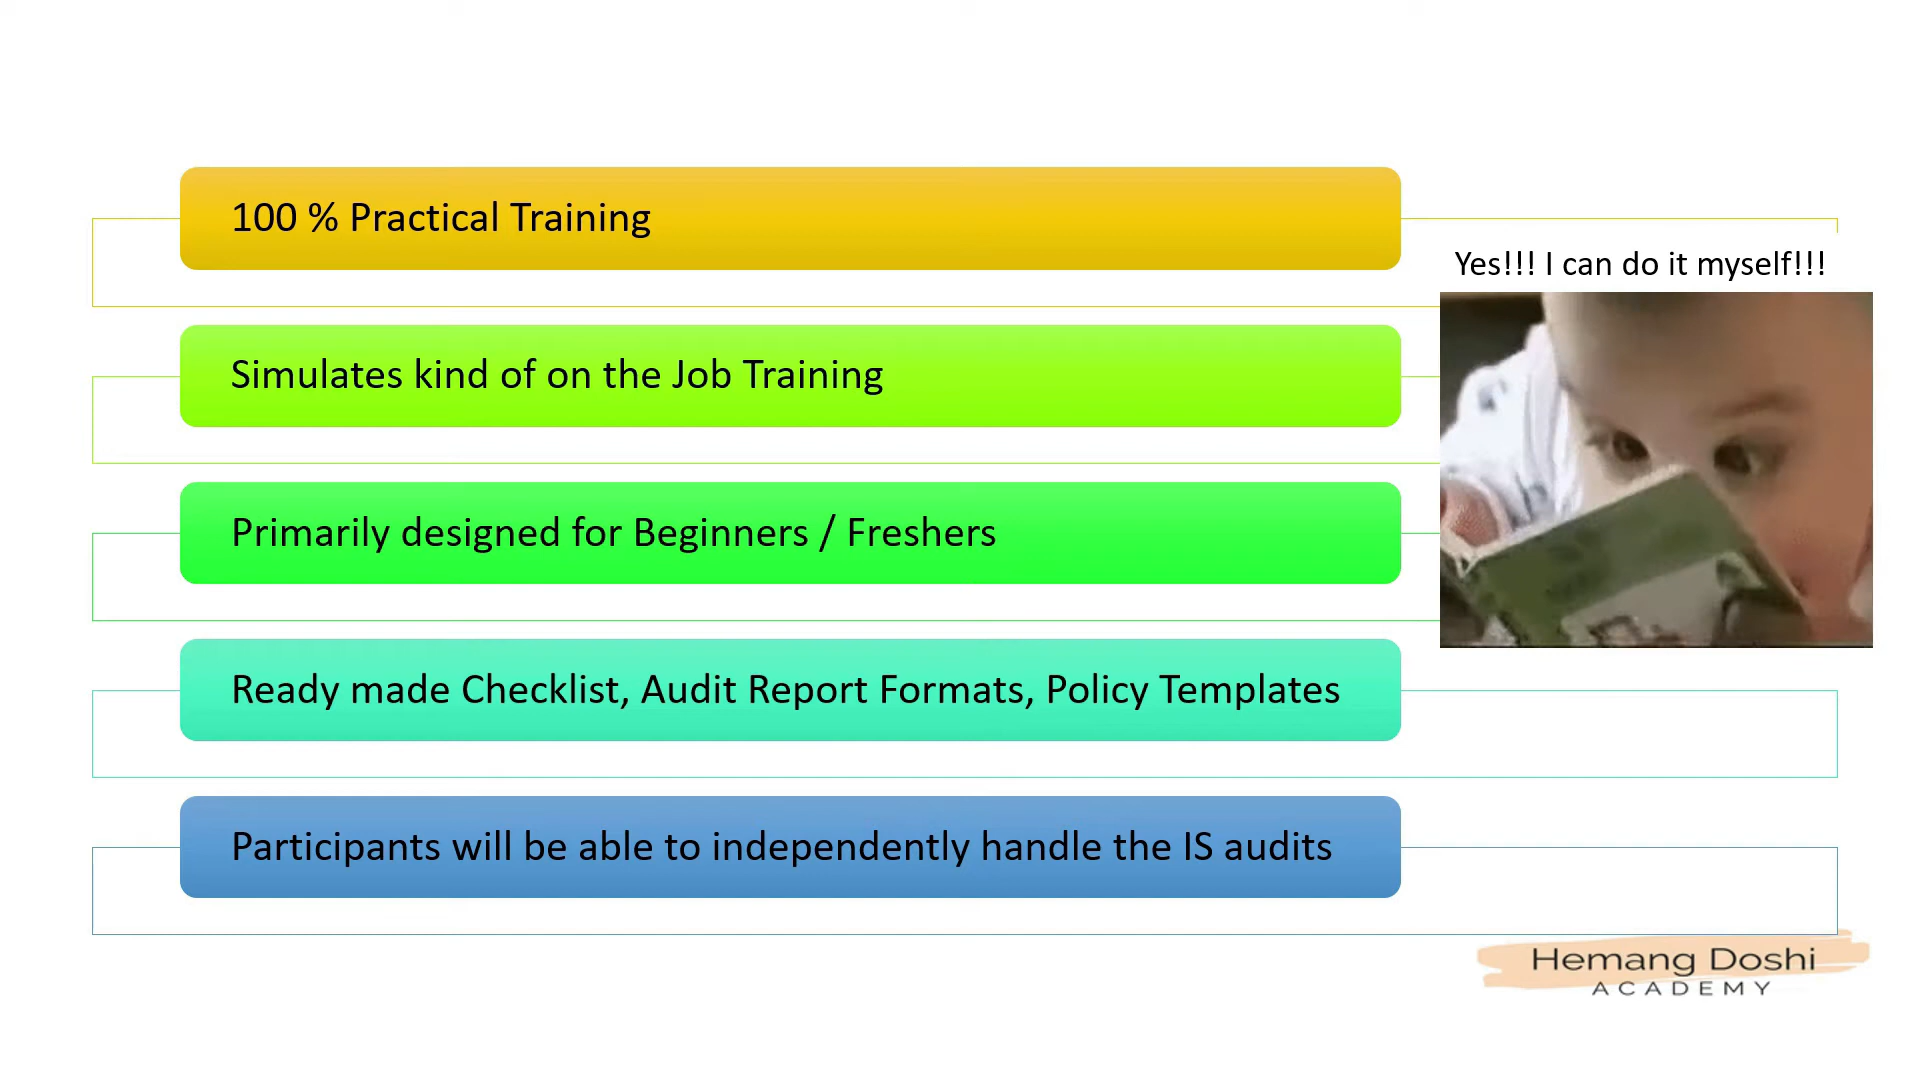 100 % Practical Training
Yes!!! I can do it myself!!!
Simulates kind of on the Job Training
Primarily designed for Beginners / Freshers
Ready made Checklist, Audit Report Formats, Policy Templates
Participants will be able to independently handle the IS audits
Hemang Doshi
ACADEMY